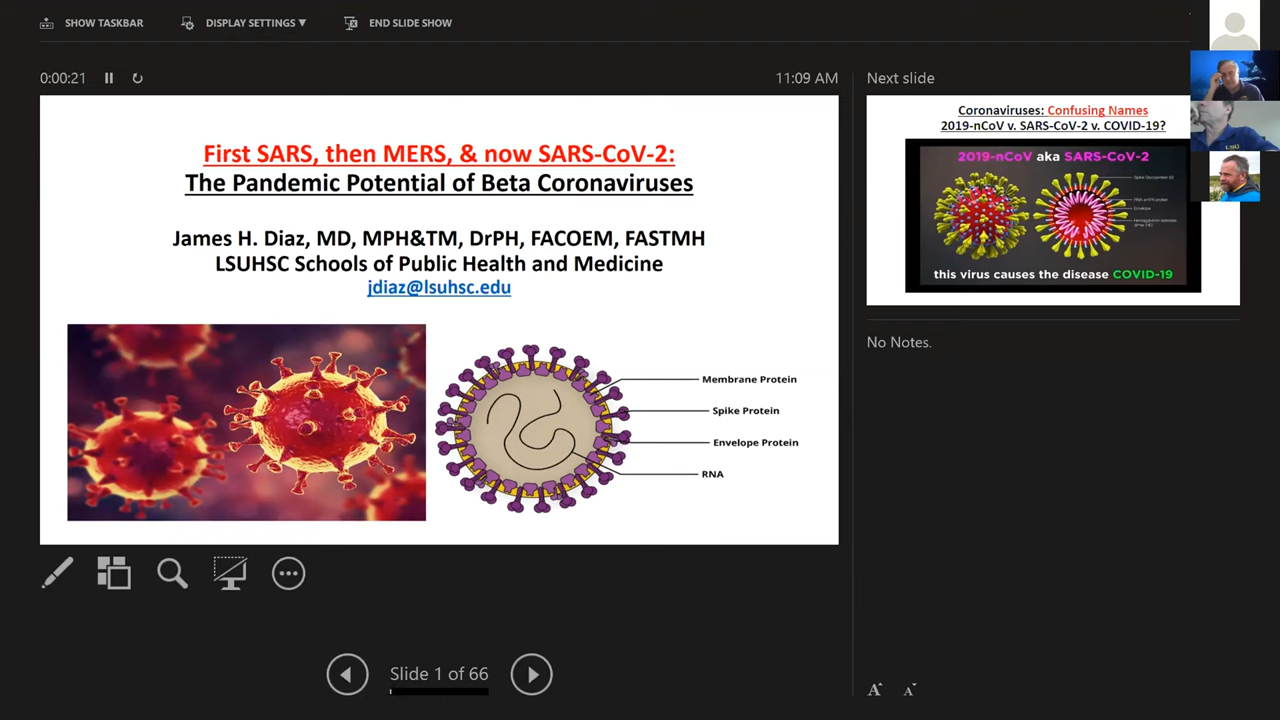 SHOW TASKBAR
DISPLAY SETTINGS ▼
END SLIDE SHOW
0:00:21
11:09 AM
First SARS, then MERS, & now SARS-CoV-2:
The Pandemic Potential of Beta Coronaviruses
James H. Diaz, MD, MPH&TM, DrPH, FACOEM, FASTMH
LSUHSC Schools of Public Health and Medicine
jdiaz@lsuhsc.edu
Membrane Protein
Spike Protein
Envelope Protein
RNA
Slide 1 of 66
Next slide
Coronaviruses: Confusing Names
2019-nCoV v. SARS-CoV-2 v. COVID-19?
2019-nCoV aka SARS-CoV-2
this virus causes the disease COVID-19
No Notes.
A
A
LSU